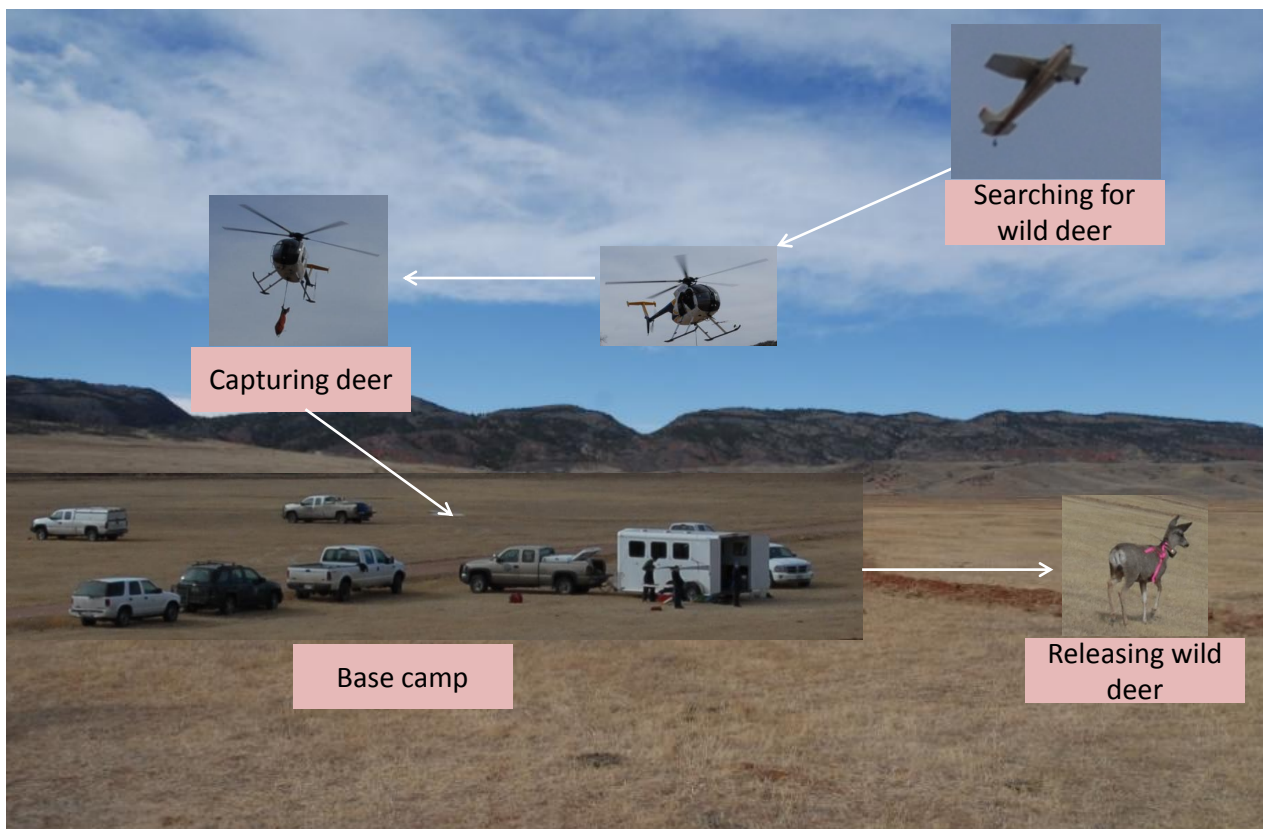 Searching for
wild deer
Capturing deer
Base camp
Releasing wild
deer